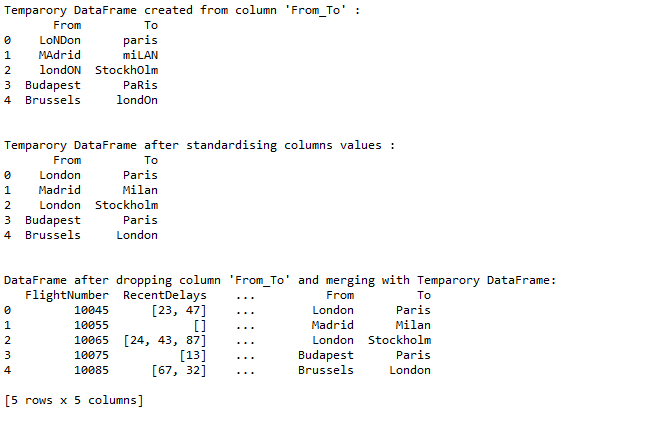 Temparory DataFrame created from column 'From_To' :
From To
0 LoNDon paris
1 MAdrid miLAN
2 londON StockhOlm
3 Budapest PaRis
4 Brussels londOn
Temparory DataFrame after standardising columns values :
From To
0 London Paris
1 Madrid Milan
2 London Stockholm
3 Budapest Paris
4 Brussels London
DataFrame after dropping column 'From_To' and merging with Temparory DataFrame:
FlightNumber RecentDelays ... From To
0 10045 [23, 47] ... London Paris
1 10055 [] ... Madrid Milan
2 10065 [24, 43, 87] ... London Stockholm
3 10075 [13] ... Budapest Paris
4 10085 [67, 32] ... Brussels London
[5 rows x 5 columns]